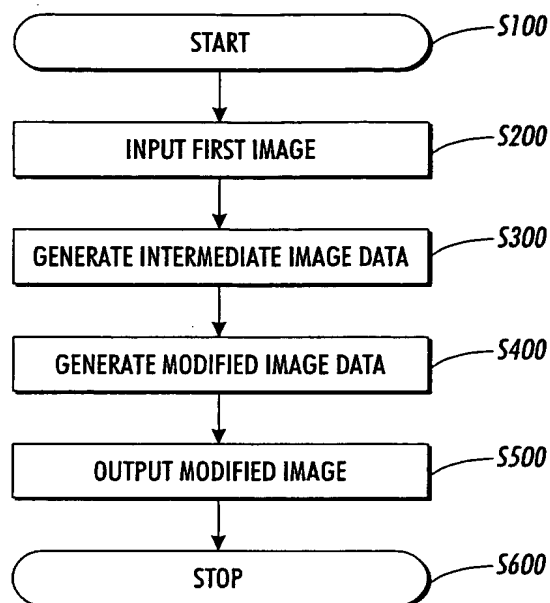 START
S100
INPUT FIRST IMAGE
S200
GENERATE INTERMEDIATE IMAGE DATA
S300
GENERATE MODIFIED IMAGE DATA
S400
OUTPUT MODIFIED IMAGE
S500
STOP
S600